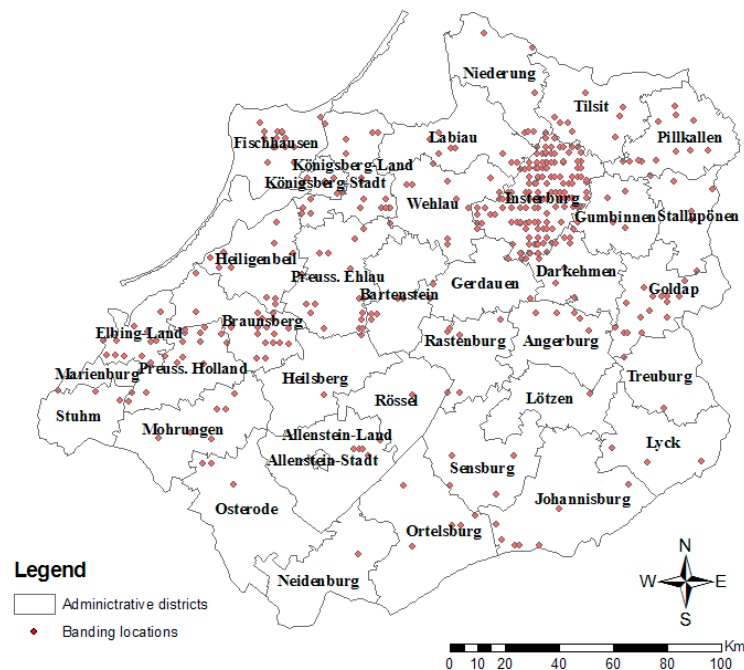 Niederung
Tilsit
Pillkallen
Fischhausen
Labiau
Königsberg-Land
Königsberg-Stadt
Wehlau
Insterburg
Gumbinnen
Stallupönen
Heiligenbeil
Preuss. Ehlau
Bartenstein
Gerdauen
Darkehmen
Goldap
Elbing-Land
Braunsberg
Rastenburg
Angerburg
Marienburg
Preuss. Holland
Heilsberg
Treuburg
Stuhm
Rössel
Lötzen
Mohrungen
Allenstein-Land
Allenstein-Stadt
Sensburg
Lyck
Osterode
Johannisburg
Ortelsburg
Neidenburg
Legend
Adminictrative districts
Banding locations
N
W
E
S
Km
0 10 20 40 60 80 100